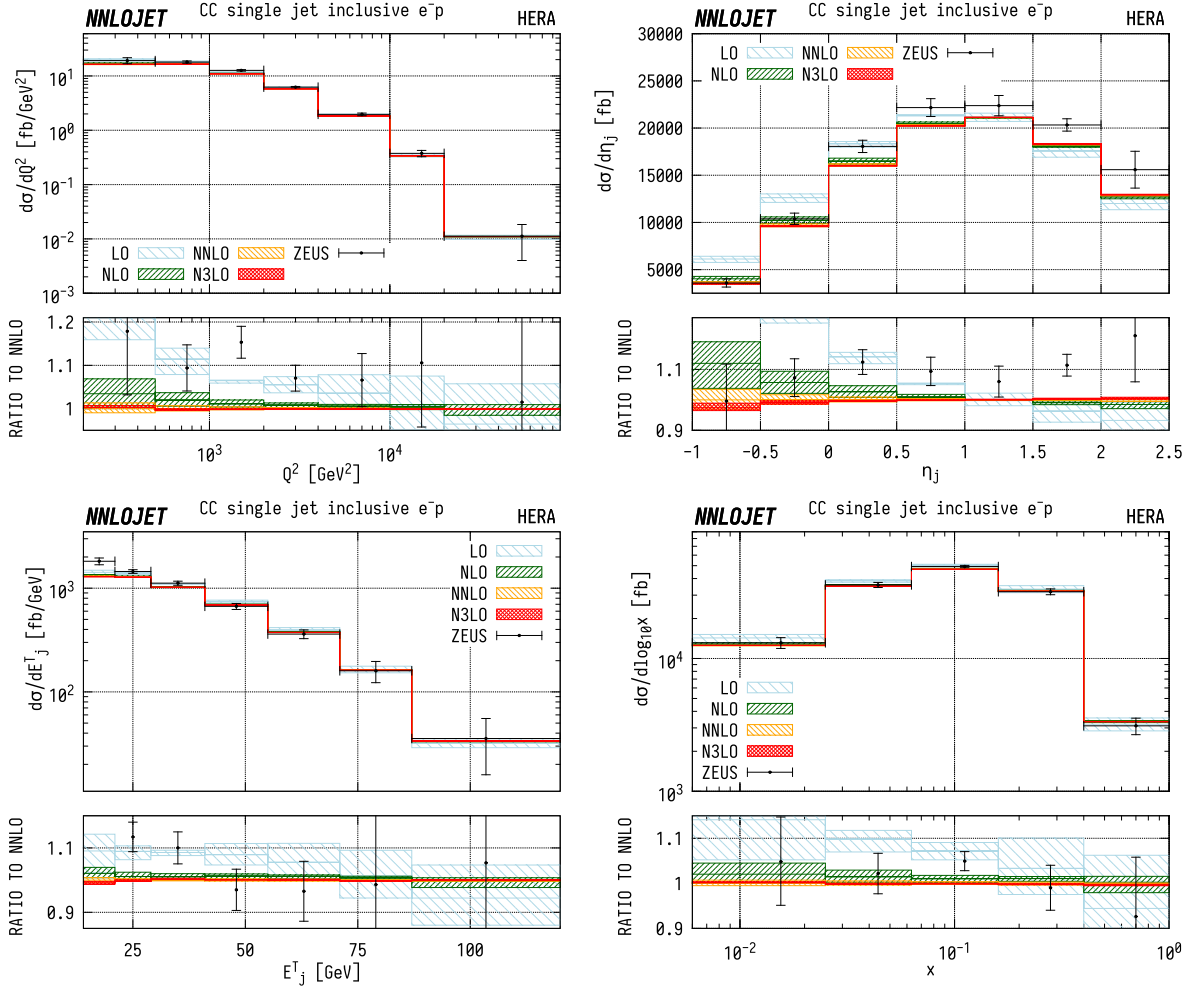 NNLOJET CC single jet inclusive e⁻p HERA
dσ/dQ² [fb/GeV²]
10¹
10⁰
10⁻¹
10⁻²
10⁻³
LO NNLO ZEUS
NLO N3LO
RATIO TO NNLO
1.2
1.1
1
10³ 10⁴
Q² [GeV²]
NNLOJET CC single jet inclusive e⁻p HERA
dσ/dηⱼ [fb]
30000
25000
20000
15000
10000
5000
LO NNLO ZEUS
NLO N3LO
RATIO TO NNLO
1.1
1
0.9
−1 −0.5 0 0.5 1 1.5 2 2.5
ηⱼ
NNLOJET CC single jet inclusive e⁻p HERA
dσ/dEᵀⱼ [fb/GeV]
10³
10²
LO
NLO
NNLO
N3LO
ZEUS
RATIO TO NNLO
1.1
1
0.9
25 50 75 100
Eᵀⱼ [GeV]
NNLOJET CC single jet inclusive e⁻p HERA
dσ/dlog₁₀x [fb]
10⁴
10³
LO
NLO
NNLO
N3LO
ZEUS
RATIO TO NNLO
1.1
1
0.9
10⁻² 10⁻¹ 10⁰
x